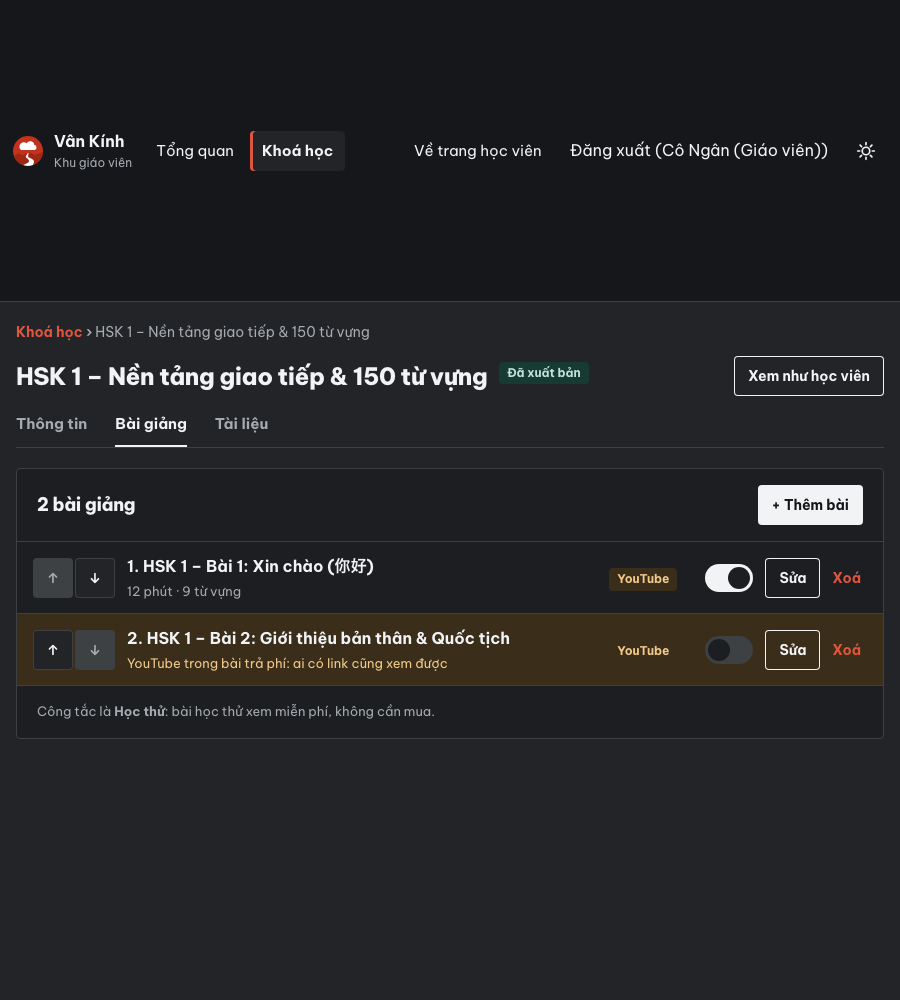 Vân Kính
Khu giáo viên
Tổng quan
Khoá học
Về trang học viên
Đăng xuất (Cô Ngân (Giáo viên))
Khoá học › HSK 1 – Nền tảng giao tiếp & 150 từ vựng
HSK 1 – Nền tảng giao tiếp & 150 từ vựng
Đã xuất bản
Xem như học viên
Thông tin
Bài giảng
Tài liệu
2 bài giảng
+ Thêm bài
↑ ↓
1. HSK 1 – Bài 1: Xin chào (你好)
12 phút · 9 từ vựng
YouTube
Sửa
Xoá
↑ ↓
2. HSK 1 – Bài 2: Giới thiệu bản thân & Quốc tịch
YouTube trong bài trả phí: ai có link cũng xem được
YouTube
Sửa
Xoá
Công tắc là Học thử: bài học thử xem miễn phí, không cần mua.